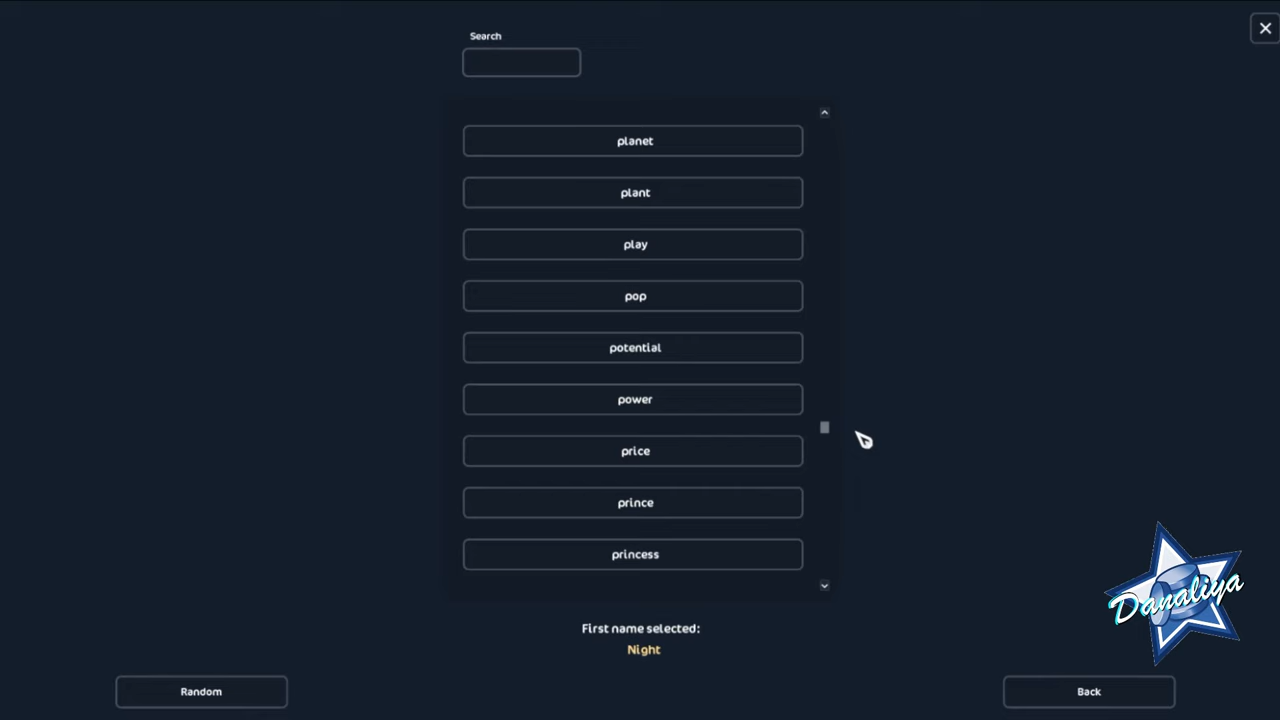 Search
planet
plant
play
pop
potential
power
price
prince
princess
First name selected:
Night
Random
Back
Danaliya